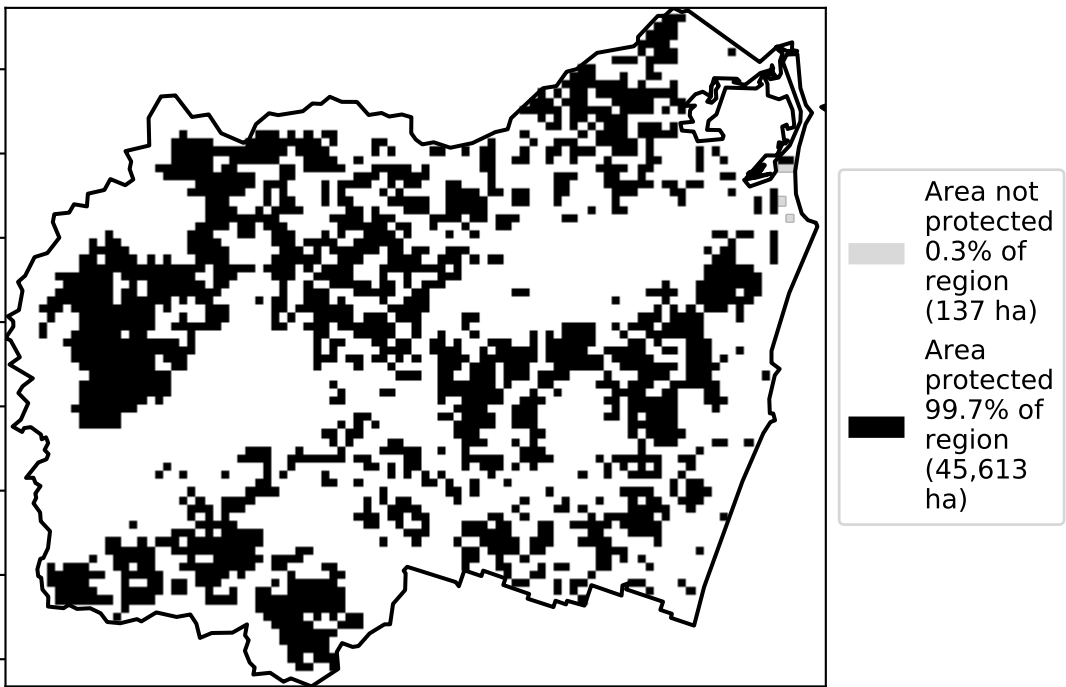 Area not
protected
0.3% of
region
(137 ha)
Area
protected
99.7% of
region
(45,613
ha)